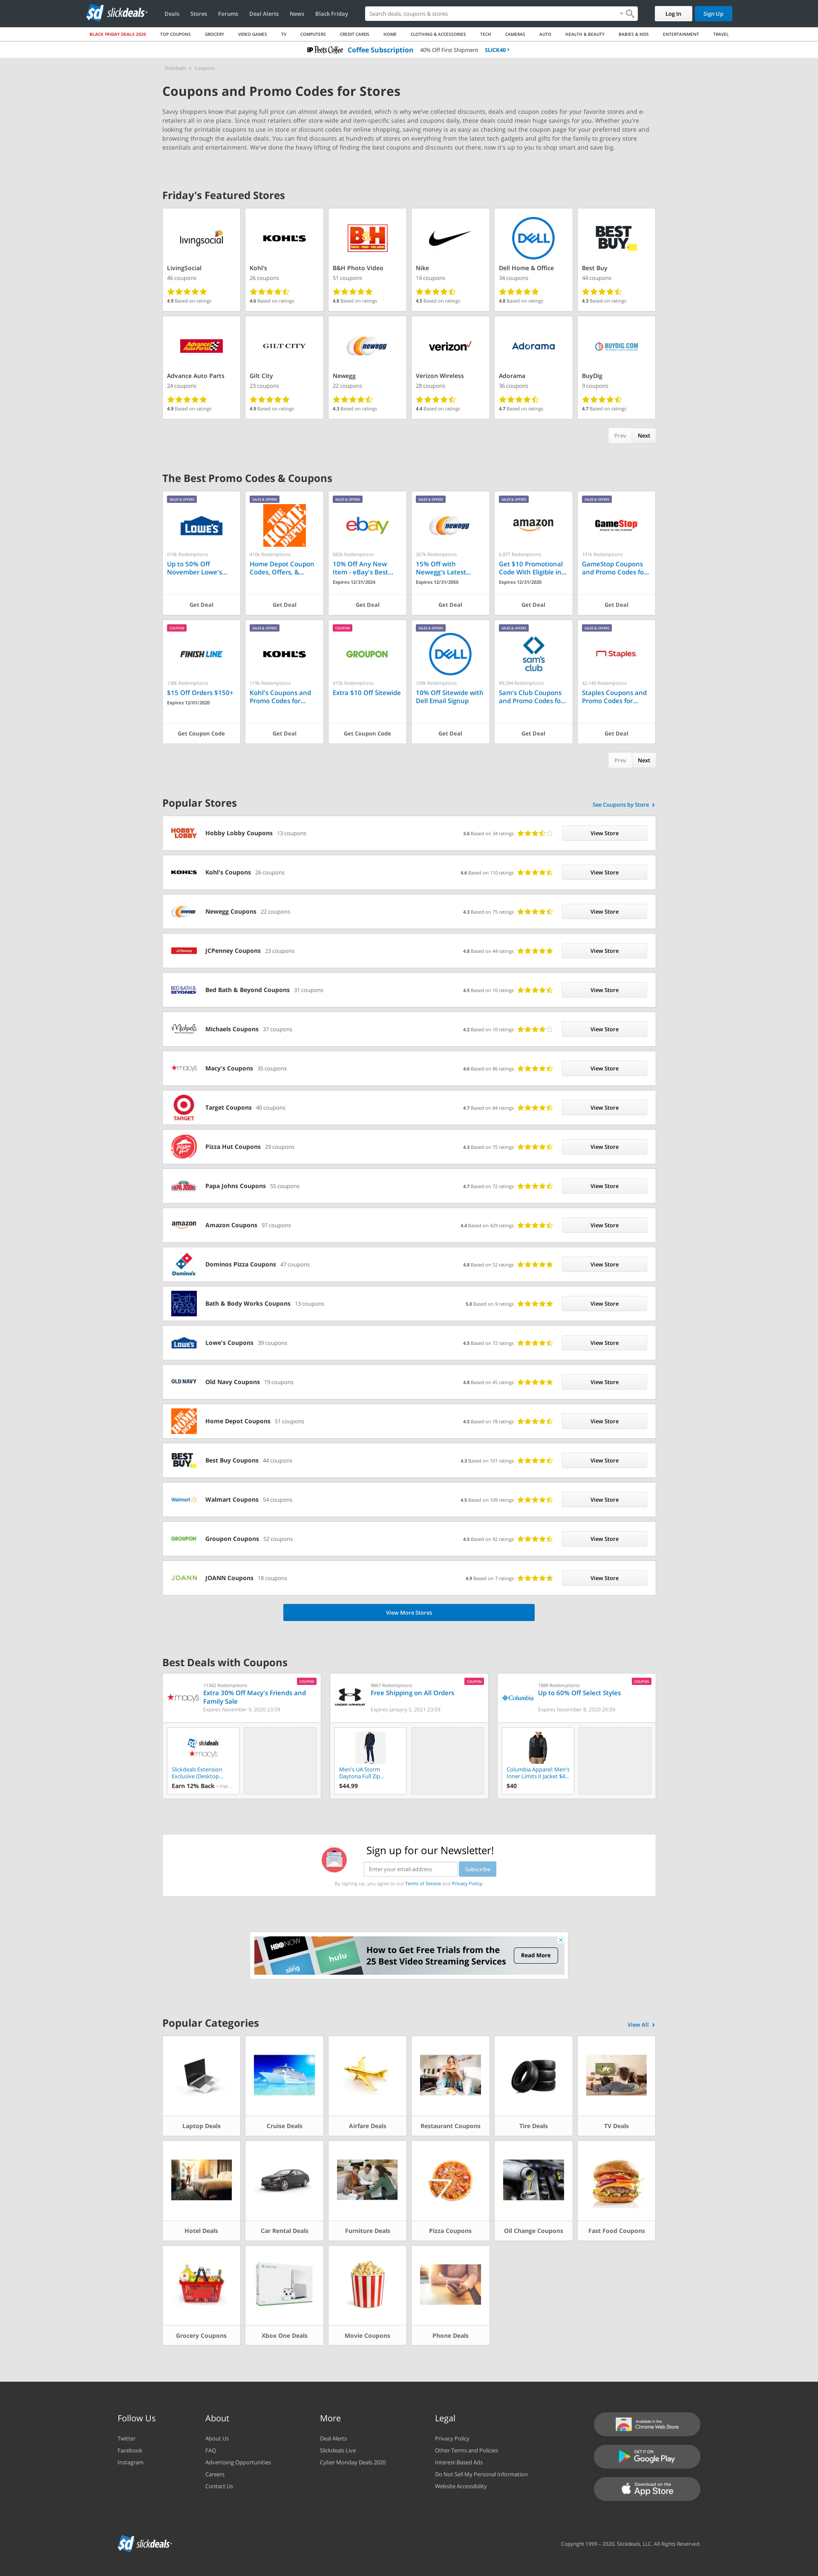 slickdeals
Deals
Stores
Forums
Deal Alerts
News
Black Friday
Search deals, coupons & stores
Log In
Sign Up
BLACK FRIDAY DEALS 2020
TOP COUPONS
GROCERY
VIDEO GAMES
TV
COMPUTERS
CREDIT CARDS
HOME
CLOTHING & ACCESSORIES
TECH
CAMERAS
AUTO
HEALTH & BEAUTY
BABIES & KIDS
ENTERTAINMENT
TRAVEL
Peet's Coffee Coffee Subscription 40% Off First Shipment SLICK40 ›
slickdeals › Coupons
Coupons and Promo Codes for Stores
Savvy shoppers know that paying full price can almost always be avoided, which is why we've collected discounts, deals and coupon codes for your favorite stores and e-
retailers all in one place. Since most retailers offer store-wide and item-specific sales and coupons daily, these deals could mean huge savings for you. Whether you're
looking for printable coupons to use in store or discount codes for online shopping, saving money is as easy as checking out the coupon page for your preferred store and
browsing through the available deals. You can find discounts at hundreds of stores on everything from the latest tech gadgets and gifts for the family to grocery store
essentials and entertainment. We've done the heavy lifting of finding the best coupons and discounts out there, now it's up to you to shop smart and save big.
Friday's Featured Stores
LivingSocial
46 coupons
4.9 Based on ratings
Kohl's
26 coupons
4.6 Based on ratings
B&H Photo Video
51 coupons
4.8 Based on ratings
Nike
14 coupons
4.5 Based on ratings
Dell Home & Office
34 coupons
4.8 Based on ratings
Best Buy
44 coupons
4.3 Based on ratings
Advance Auto Parts
24 coupons
4.9 Based on ratings
Gilt City
23 coupons
4.9 Based on ratings
Newegg
22 coupons
4.3 Based on ratings
Verizon Wireless
28 coupons
4.4 Based on ratings
Adorama
36 coupons
4.7 Based on ratings
BuyDig
9 coupons
4.7 Based on ratings
Prev
Next
The Best Promo Codes & Coupons
SALES & OFFERS
LOWE'S
610k Redemptions
Up to 50% Off
November Lowe's...
Get Deal
SALES & OFFERS
THE HOME DEPOT
410k Redemptions
Home Depot Coupon
Codes, Offers, &...
Get Deal
SALES & OFFERS
ebay
682k Redemptions
10% Off Any New
Item - eBay's Best...
Expires 12/31/2024
Get Deal
SALES & OFFERS
newegg
267k Redemptions
15% Off with
Newegg's Latest...
Expires 12/31/2050
Get Deal
SALES & OFFERS
amazon
6,877 Redemptions
Get $10 Promotional
Code With Eligible in...
Expires 12/31/2020
Get Deal
SALES & OFFERS
GameStop
191k Redemptions
GameStop Coupons
and Promo Codes fo...
Get Deal
COUPON
FINISH LINE
138k Redemptions
$15 Off Orders $150+
Expires 12/01/2020
Get Coupon Code
SALES & OFFERS
KOHL'S
119k Redemptions
Kohl's Coupons and
Promo Codes for...
Get Deal
COUPON
GROUPON
415k Redemptions
Extra $10 Off Sitewide
Get Coupon Code
SALES & OFFERS
DELL
109k Redemptions
10% Off Sitewide with
Dell Email Signup
Get Deal
SALES & OFFERS
sam's club
89,594 Redemptions
Sam's Club Coupons
and Promo Codes fo...
Get Deal
SALES & OFFERS
Staples
42,140 Redemptions
Staples Coupons and
Promo Codes for...
Get Deal
Prev
Next
Popular Stores
See Coupons by Store ›
Hobby Lobby Coupons 13 coupons 3.6 Based on 34 ratings View Store
Kohl's Coupons 26 coupons 4.6 Based on 110 ratings View Store
Newegg Coupons 22 coupons 4.3 Based on 75 ratings View Store
JCPenney Coupons 23 coupons 4.8 Based on 44 ratings View Store
Bed Bath & Beyond Coupons 31 coupons 4.5 Based on 10 ratings View Store
Michaels Coupons 37 coupons 4.2 Based on 10 ratings View Store
Macy's Coupons 35 coupons 4.6 Based on 86 ratings View Store
Target Coupons 40 coupons 4.7 Based on 64 ratings View Store
Pizza Hut Coupons 29 coupons 4.3 Based on 75 ratings View Store
Papa Johns Coupons 55 coupons 4.7 Based on 72 ratings View Store
Amazon Coupons 97 coupons 4.4 Based on 429 ratings View Store
Dominos Pizza Coupons 47 coupons 4.8 Based on 52 ratings View Store
Bath & Body Works Coupons 13 coupons 5.0 Based on 9 ratings View Store
Lowe's Coupons 39 coupons 4.5 Based on 72 ratings View Store
Old Navy Coupons 19 coupons 4.8 Based on 45 ratings View Store
Home Depot Coupons 51 coupons 4.5 Based on 78 ratings View Store
Best Buy Coupons 44 coupons 4.3 Based on 101 ratings View Store
Walmart Coupons 54 coupons 4.5 Based on 109 ratings View Store
Groupon Coupons 52 coupons 4.5 Based on 92 ratings View Store
JOANN Coupons 18 coupons 4.9 Based on 7 ratings View Store
View More Stores
Best Deals with Coupons
COUPON
11342 Redemptions
Extra 30% Off Macy's Friends and
Family Sale
Expires November 9, 2020 23:59
Slickdeals Extension
Exclusive (Desktop...
Earn 12% Back
COUPON
9867 Redemptions
Free Shipping on All Orders
Expires January 5, 2021 23:59
Men's UA Storm
Daytona Full Zip...
$44.99
COUPON
1989 Redemptions
Up to 60% Off Select Styles
Expires November 8, 2020 20:59
Columbia Apparel: Men's
Inner Limits II Jacket $4...
$40
Sign up for our Newsletter!
Enter your email address
Subscribe
By signing up, you agree to our Terms of Service and Privacy Policy
HBO NOW
hulu
sling
How to Get Free Trials from the
25 Best Video Streaming Services
Read More
Popular Categories
View All ›
Laptop Deals
Cruise Deals
Airfare Deals
Restaurant Coupons
Tire Deals
TV Deals
Hotel Deals
Car Rental Deals
Furniture Deals
Pizza Coupons
Oil Change Coupons
Fast Food Coupons
Grocery Coupons
Xbox One Deals
Movie Coupons
Phone Deals
Follow Us
Twitter
Facebook
Instagram
About
About Us
FAQ
Advertising Opportunities
Careers
Contact Us
More
Deal Alerts
Slickdeals Live
Cyber Monday Deals 2020
Legal
Privacy Policy
Other Terms and Policies
Interest-Based Ads
Do Not Sell My Personal Information
Website Accessibility
Available in the
Chrome Web Store
GET IT ON
Google Play
Download on the
App Store
slickdeals
Copyright 1999 - 2020. Slickdeals, LLC. All Rights Reserved.